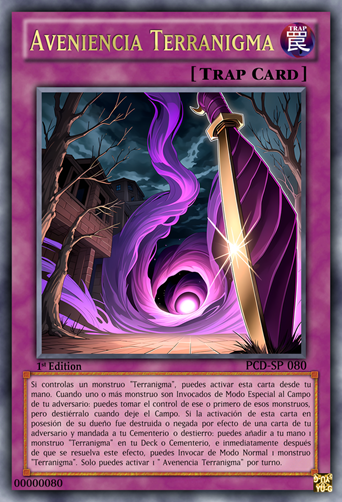 AVENIENCIA TERRANIGMA
TRAP
罠
[TRAP CARD]
1st Edition
PCD-SP 080
Si controlas un monstruo "Terranigma", puedes activar esta carta desde tu
mano. Cuando uno o más monstruo son Invocados de Modo Especial al Campo
de tu adversario: puedes tomar el control de ese o primero de esos monstruos,
pero destiérralo cuando deje el Campo. Si la activación de esta carta en
posesión de su dueño fue destruida o negada por efecto de una carta de tu
adversario y mandada a tu Cementerio o destierro: puedes añadir a tu mano 1
monstruo "Terranigma" en tu Deck o Cementerio, e inmediatamente después
de que se resuelva este efecto, puedes Invocar de Modo Normal 1 monstruo
"Terranigma". Solo puedes activar 1 " Aveniencia Terranigma" por turno.
00000080